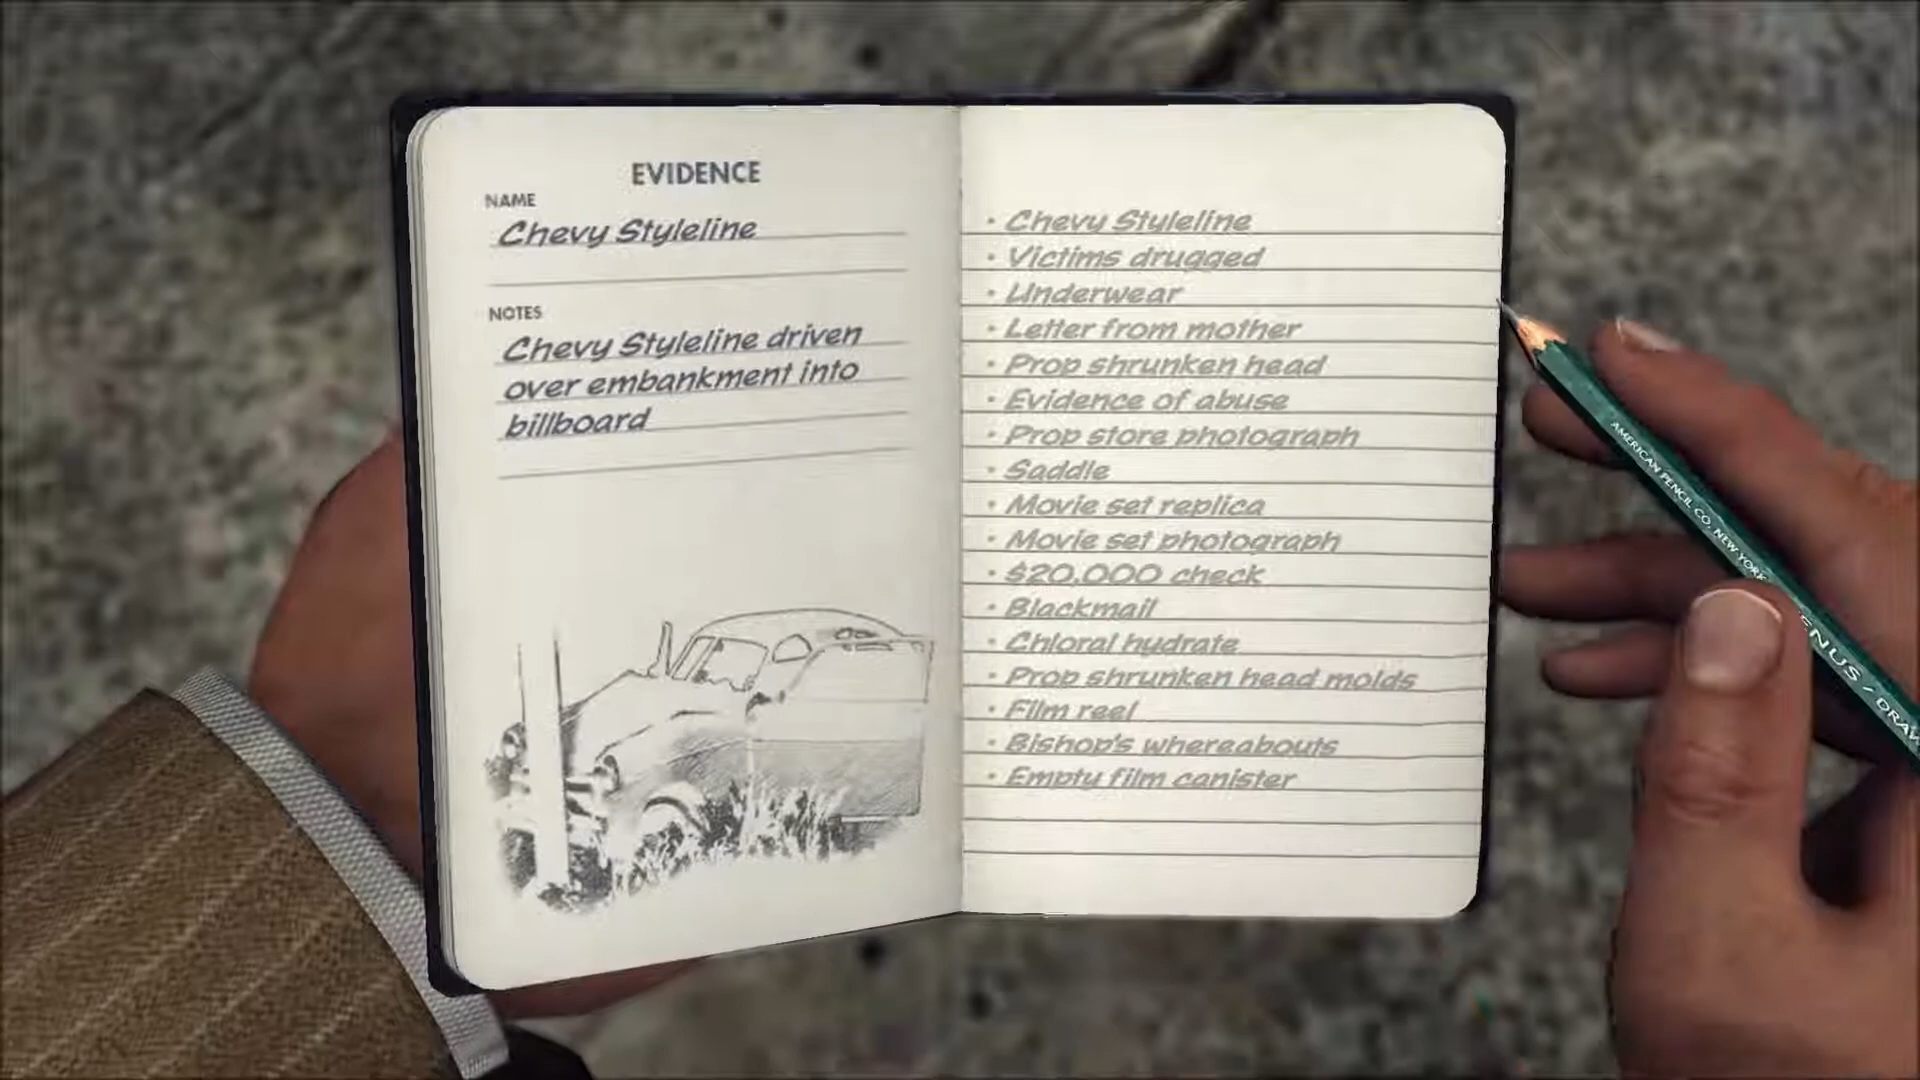 EVIDENCE
NAME
Chevy Styleline
NOTES
Chevy Styleline driven
over embankment into
billboard
• Chevy Styleline
• Victims drugged
• Underwear
• Letter from mother
• Prop shrunken head
• Evidence of abuse
• Prop store photograph
• Saddle
• Movie set replica
• Movie set photograph
• $20,000 check
• Blackmail
• Chloral hydrate
• Prop shrunken head molds
• Film reel
• Bishop's whereabouts
• Empty film canister
AMERICAN PENCIL CO. NEW YORK